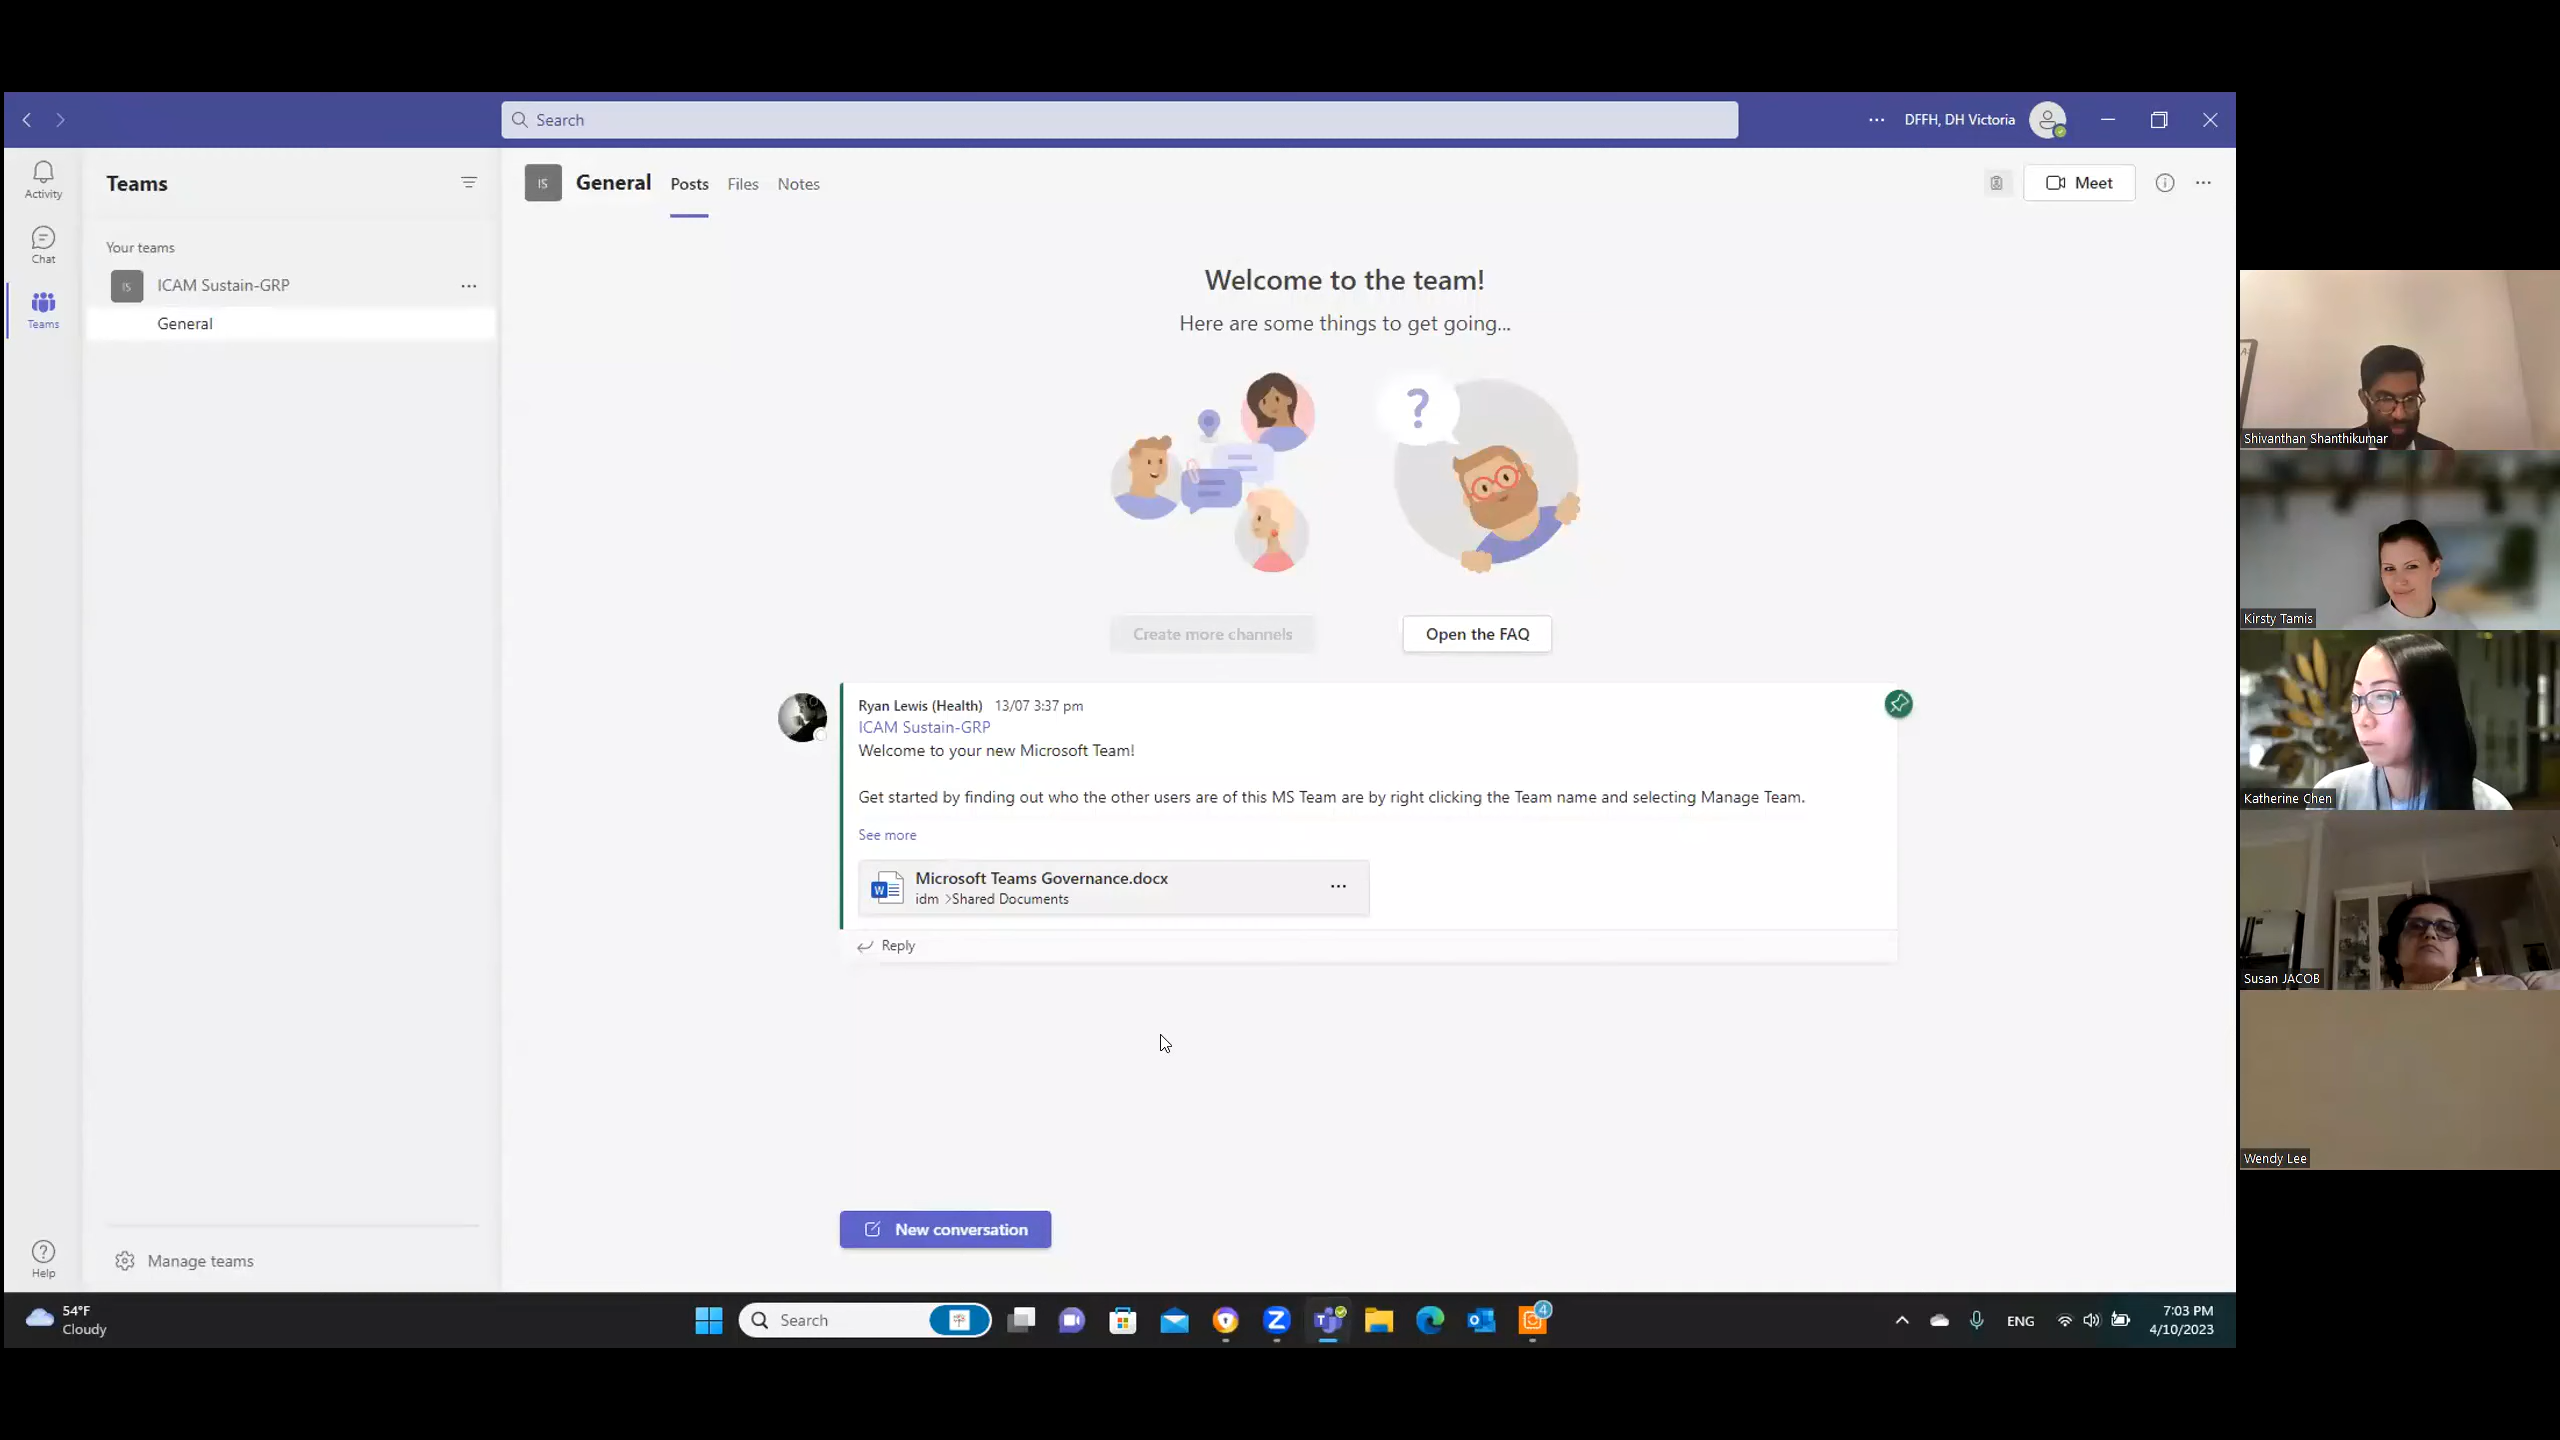 Search
DFFH, DH Victoria
Activity
Chat
Teams
Help
Teams
Your teams
IS
ICAM Sustain-GRP
General
Manage teams
IS
General
Posts
Files
Notes
Meet
Welcome to the team!
Here are some things to get going...
?
Create more channels
Open the FAQ
Ryan Lewis (Health) 13/07 3:37 pm
ICAM Sustain-GRP
Welcome to your new Microsoft Team!
Get started by finding out who the other users are of this MS Team are by right clicking the Team name and selecting Manage Team.
See more
Microsoft Teams Governance.docx
idm >Shared Documents
Reply
New conversation
54°F
Cloudy
Search
4
ENG
7:03 PM
4/10/2023
Shivanthan Shanthikumar
Kirsty Tamis
Katherine Chen
Susan JACOB
Wendy Lee